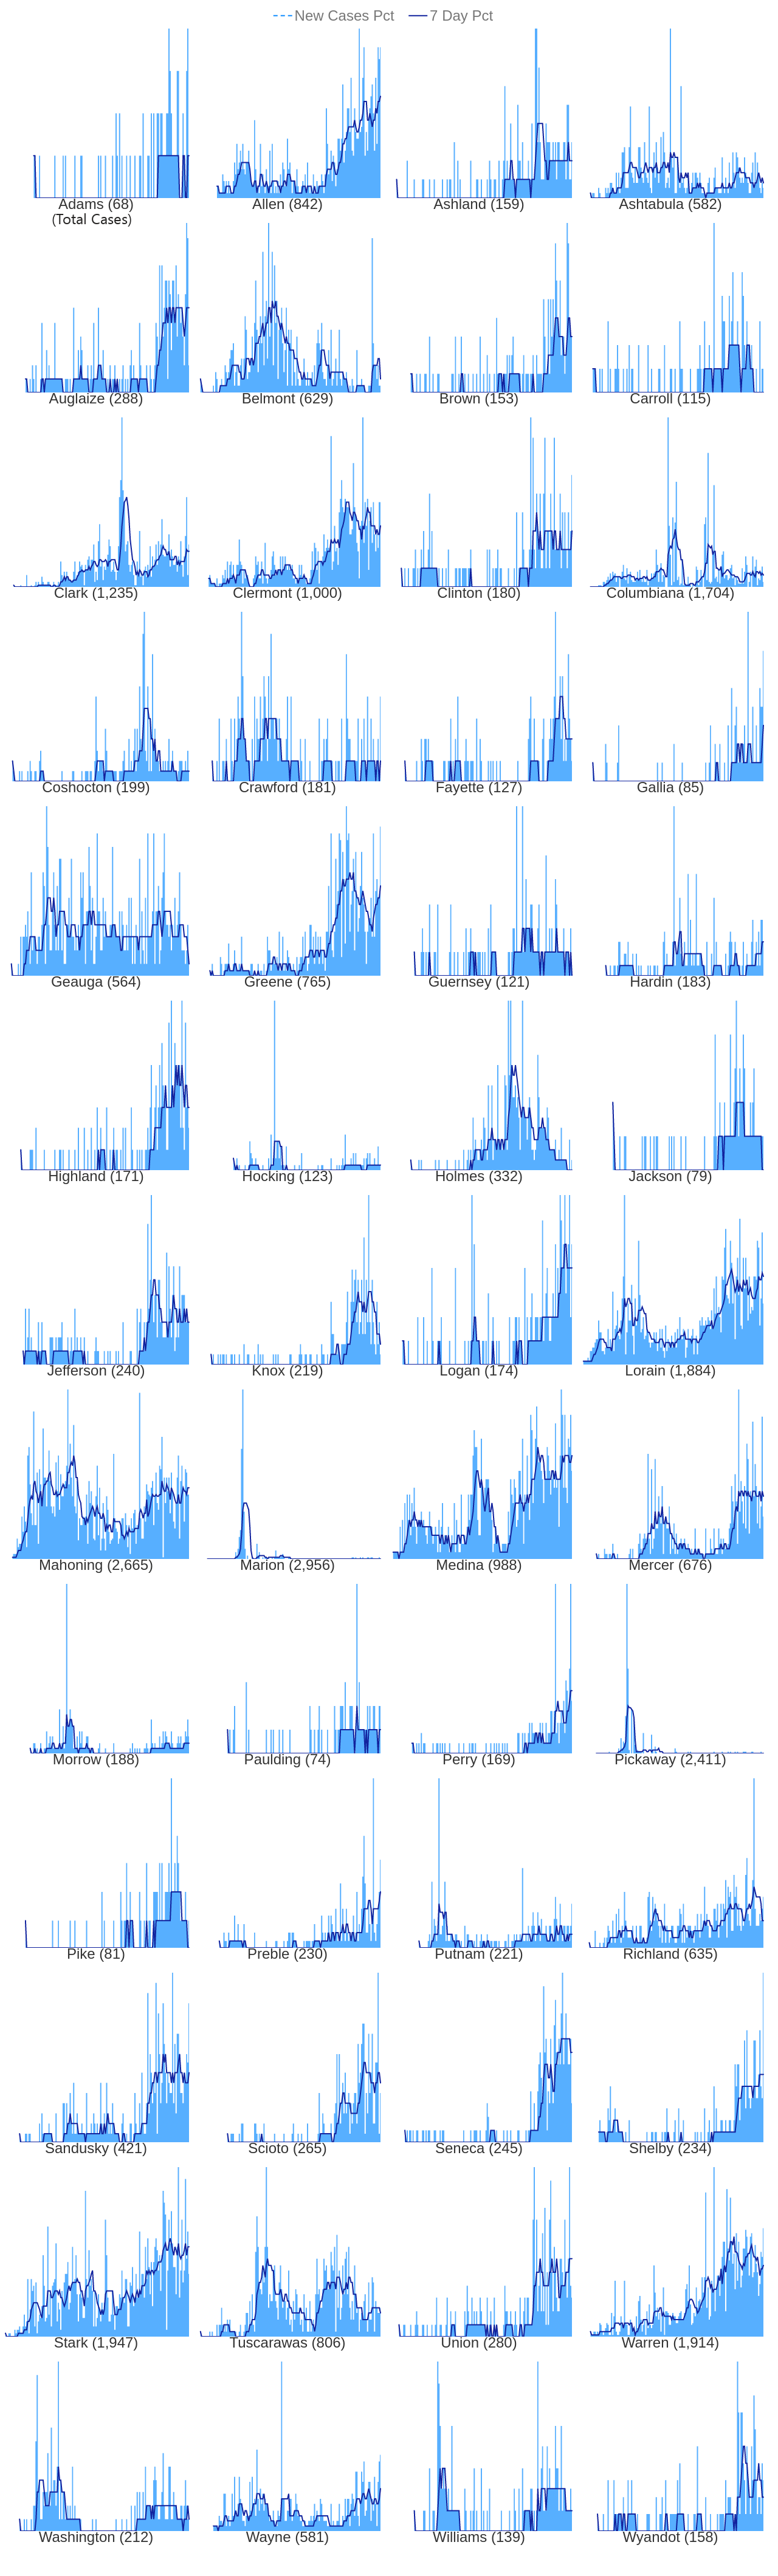 New Cases Pct 7 Day Pct
Adams (68) Allen (842) Ashland (159) Ashtabula (582)
(Total Cases)
Auglaize (288) Belmont (629) Brown (153) Carroll (115)
Clark (1,235) Clermont (1,000) Clinton (180) Columbiana (1,704)
Coshocton (199) Crawford (181) Fayette (127) Gallia (85)
Geauga (564) Greene (765) Guernsey (121) Hardin (183)
Highland (171) Hocking (123) Holmes (332) Jackson (79)
Jefferson (240) Knox (219) Logan (174) Lorain (1,884)
Mahoning (2,665) Marion (2,956) Medina (988) Mercer (676)
Morrow (188) Paulding (74) Perry (169) Pickaway (2,411)
Pike (81) Preble (230) Putnam (221) Richland (635)
Sandusky (421) Scioto (265) Seneca (245) Shelby (234)
Stark (1,947) Tuscarawas (806) Union (280) Warren (1,914)
Washington (212) Wayne (581) Williams (139) Wyandot (158)